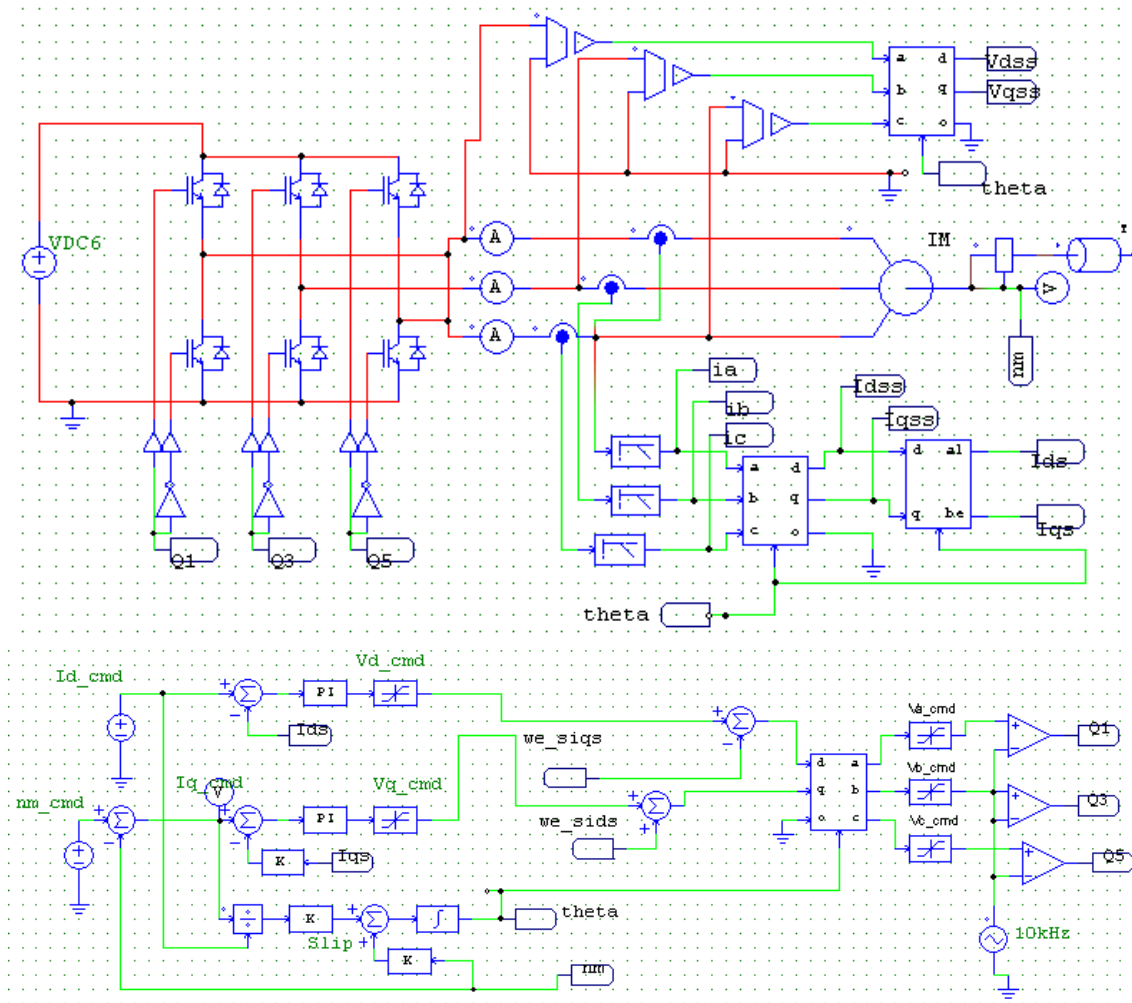 Vdss
a d
Vqss
b q
c o
theta
VDC6
A
IM
A
V
A
nm
ia
Idss
ib
Iqss
ic
a d
d al
Ids
b q
q be
Iqs
c o
Q1 Q3 Q5
theta
Vd_cmd
Id_cmd
PI
Ids
we_siqs
Va_cmd
Q1
d a
Iq_cmd
V
Vq_cmd
nm_cmd
q b
Vb_cmd
Q3
PI
we_sids
o c
Vc_cmd
K
Iqs
Q5
K
theta
Slip
K
nm
10kHz